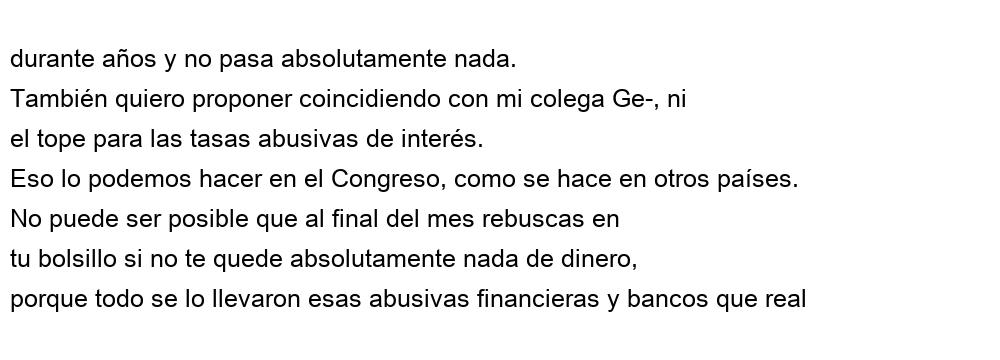 durante años y no pasa absolutamente nada.
También quiero proponer coincidiendo con mi colega Ge-, ni
el tope para las tasas abusivas de interés.
Eso lo podemos hacer en el Congreso, como se hace en otros países.
No puede ser posible que al final del mes rebuscas en
tu bolsillo si no te quede absolutamente nada de dinero,
porque todo se lo llevaron esas abusivas financieras y bancos que real